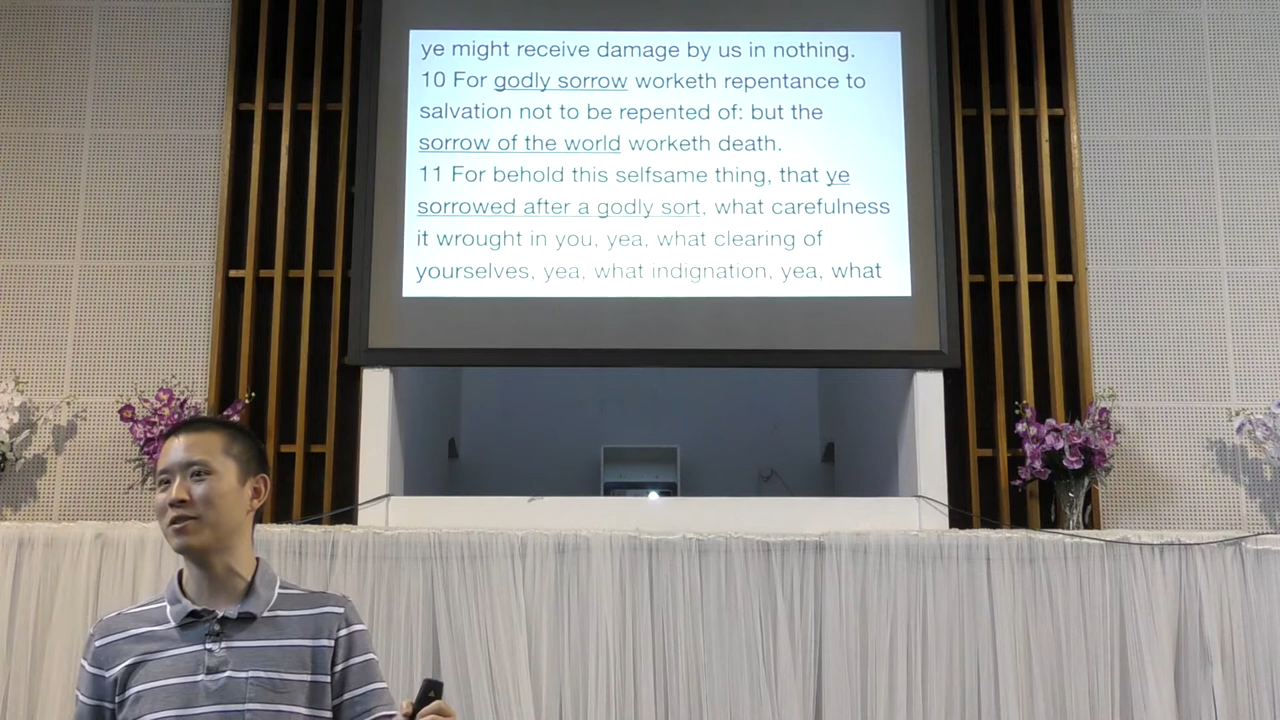 ye might receive damage by us in nothing.
10 For godly sorrow worketh repentance to
salvation not to be repented of: but the
sorrow of the world worketh death.
11 For behold this selfsame thing, that ye
sorrowed after a godly sort, what carefulness
it wrought in you, yea, what clearing of
yourselves, yea, what indignation, yea, what